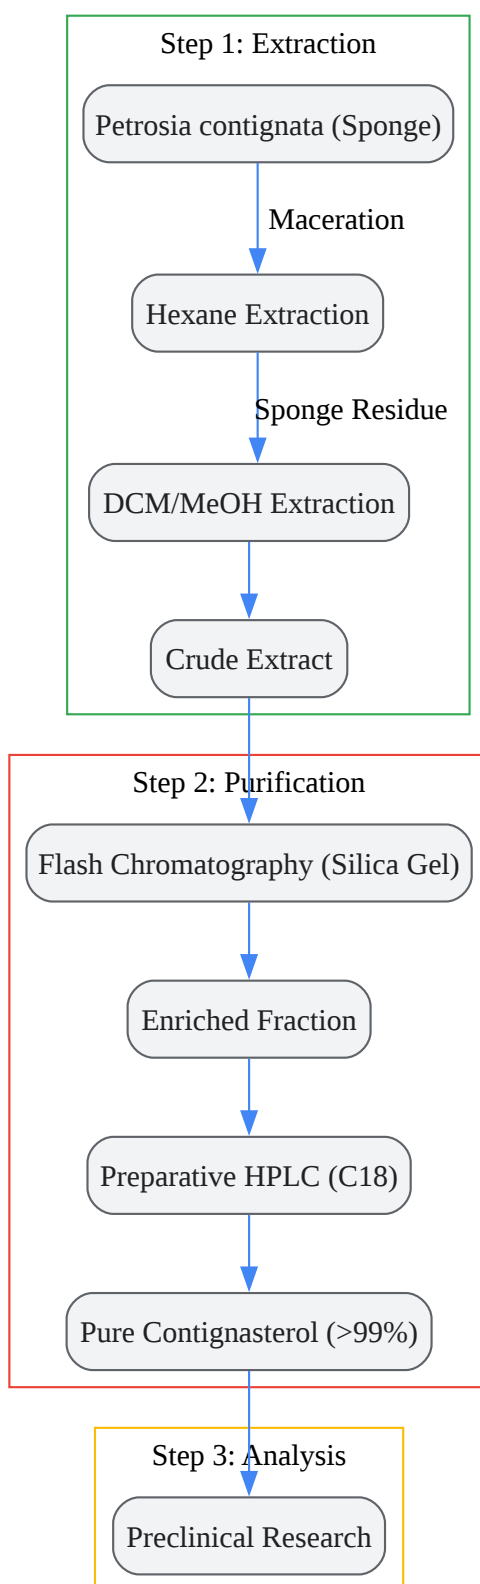 Step 1: Extraction
Petrosia contignata (Sponge)
Maceration
Hexane Extraction
Sponge Residue
DCM/MeOH Extraction
Crude Extract
Step 2: Purification
Flash Chromatography (Silica Gel)
Enriched Fraction
Preparative HPLC (C18)
Pure Contignasterol (>99%)
Step 3: Analysis
Preclinical Research